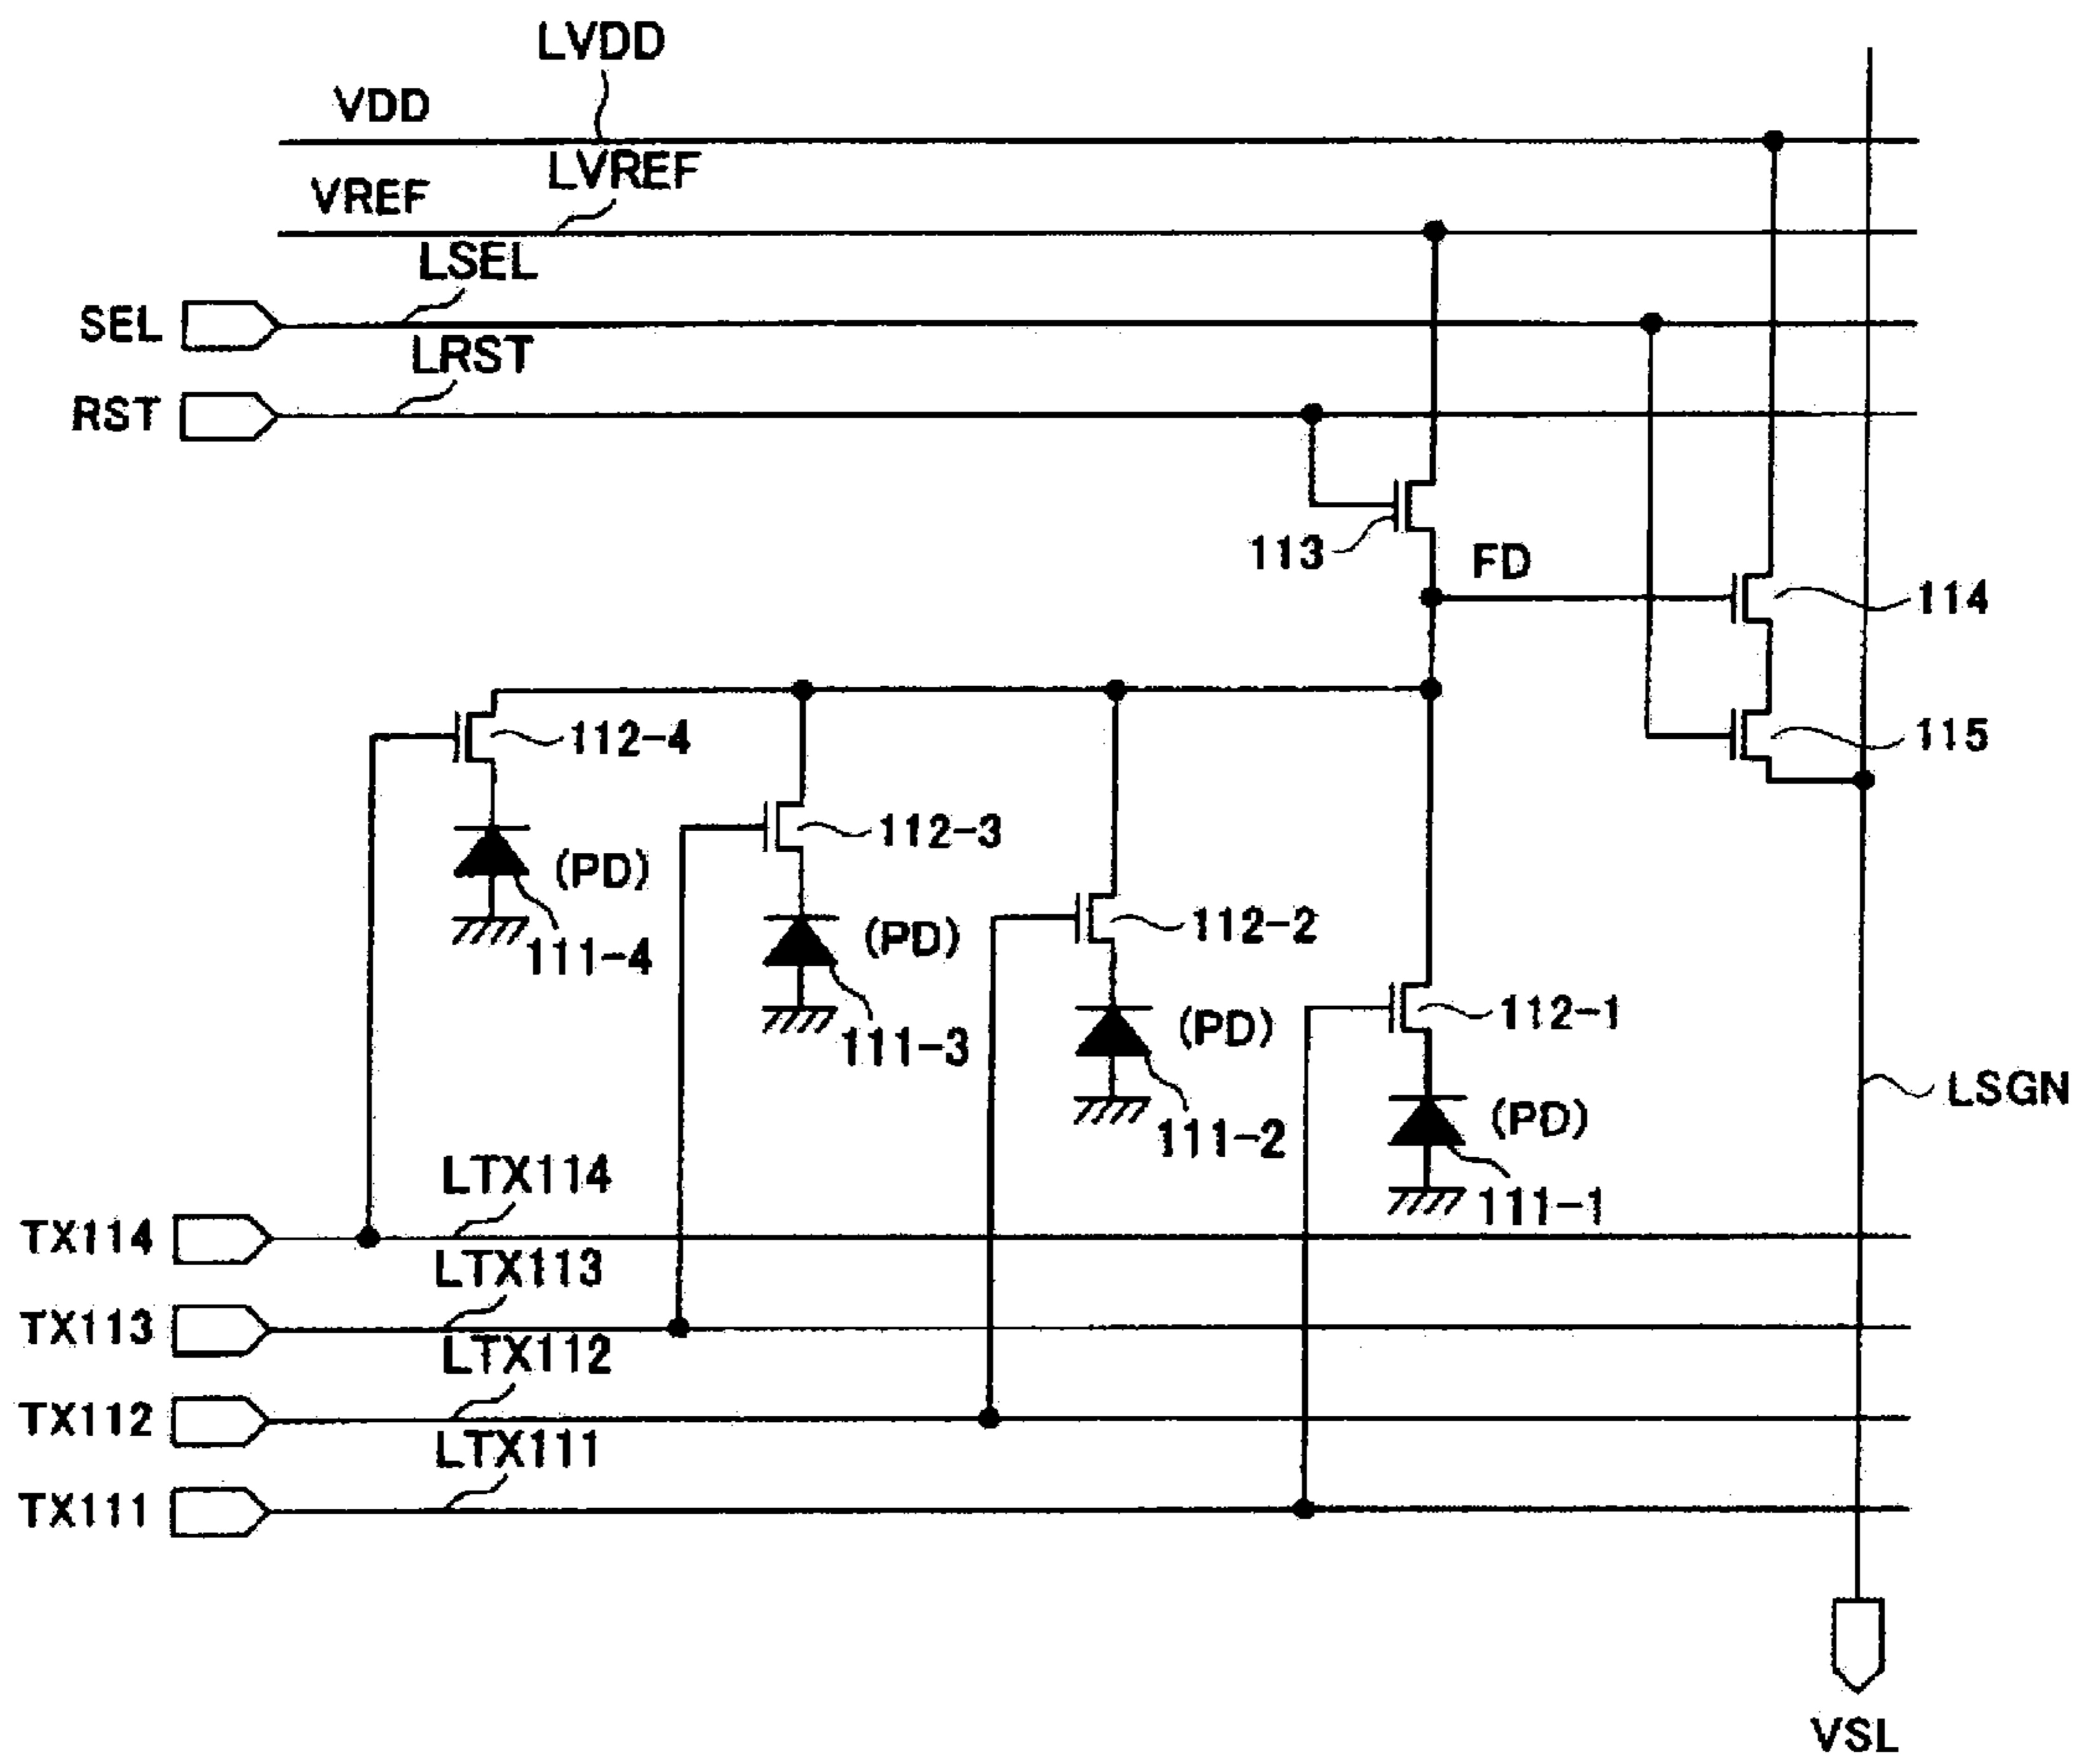 LVDD
VDD
LVREF
VREF
LSEL
SEL
LRST
RST
113
FD
114
112-4
115
112-3
(PD)
112-2
(PD)
111-4
112-1
(PD)
111-3
LSGN
(PD)
111-2
LTX114
111-1
TX114
LTX113
TX113
LTX112
TX112
LTX111
TX111
VSL